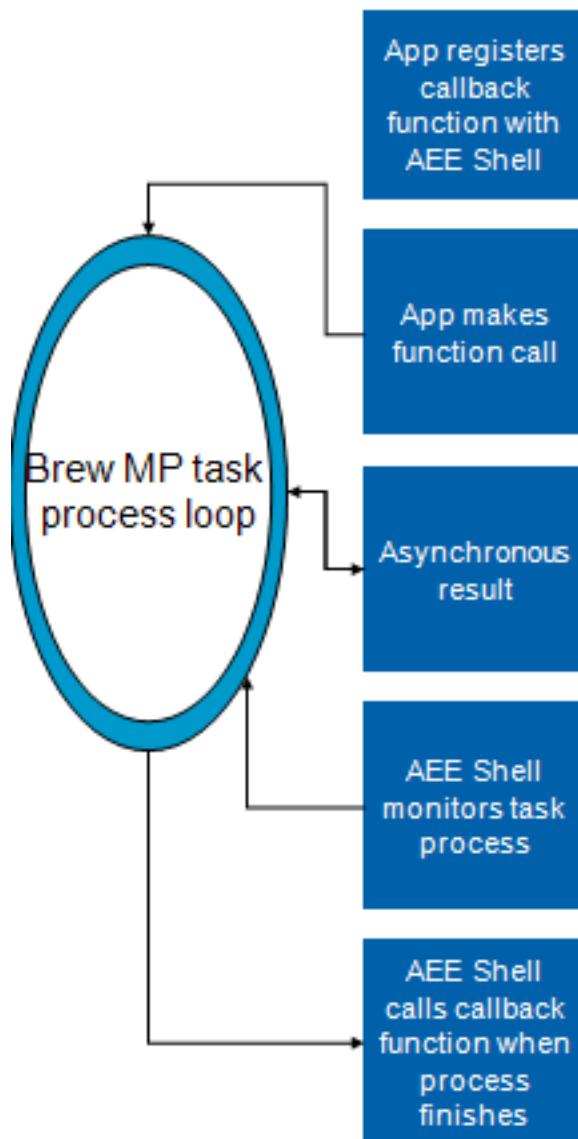 App registers
callback
function with
AEE Shell
App makes
function call
Brew MP task
process loop
Asynchronous
result
AEE Shell
monitors task
process
AEE Shell
calls callback
function when
process
finishes